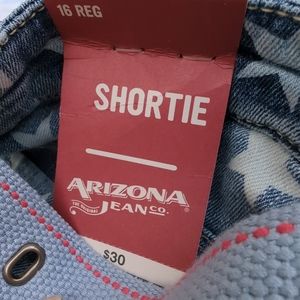 16 REG
SHORTIE
ARIZONA
THE ORIGINAL JEAN CO.
$30